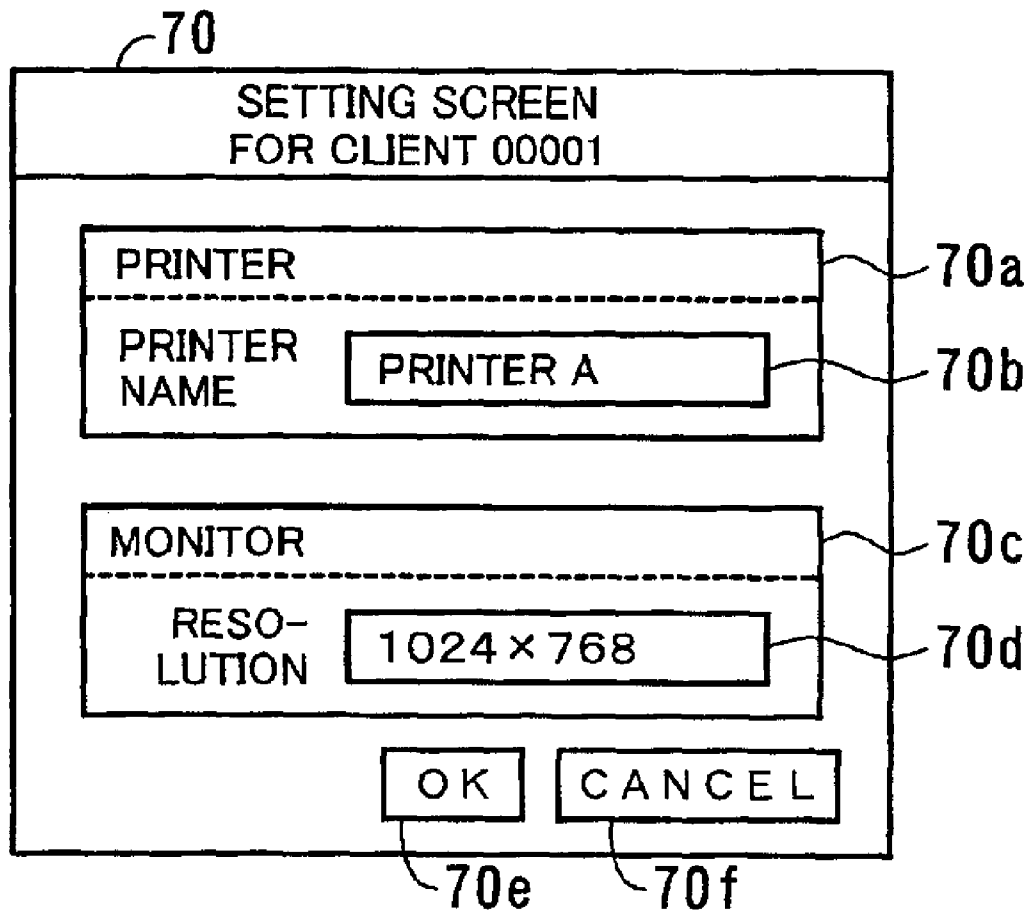 70
SETTING SCREEN
FOR CLIENT 00001
PRINTER
70a
PRINTER
NAME
PRINTER A
70b
MONITOR
70c
RESO-
LUTION
1024×768
70d
OK
CANCEL
70e
70f